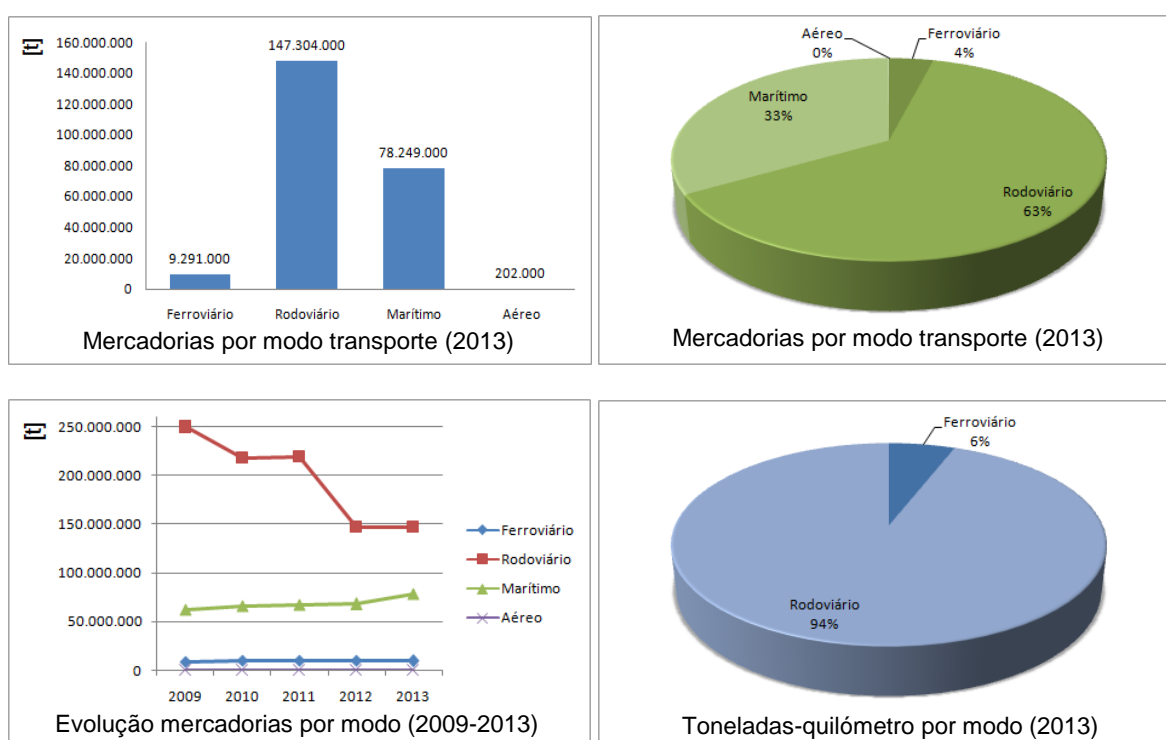 [t]
160.000.000
140.000.000
120.000.000
100.000.000
80.000.000
60.000.000
40.000.000
20.000.000
0
9.291.000
147.304.000
78.249.000
202.000
Ferroviário Rodoviário Marítimo Aéreo
Mercadorias por modo transporte (2013)
Aéreo
0%
Ferroviário
4%
Marítimo
33%
Rodoviário
63%
Mercadorias por modo transporte (2013)
[t]
250.000.000
200.000.000
150.000.000
100.000.000
50.000.000
0
2009 2010 2011 2012 2013
Ferroviário
Rodoviário
Marítimo
Aéreo
Evolução mercadorias por modo (2009-2013)
Ferroviário
6%
Rodoviário
94%
Toneladas-quilómetro por modo (2013)